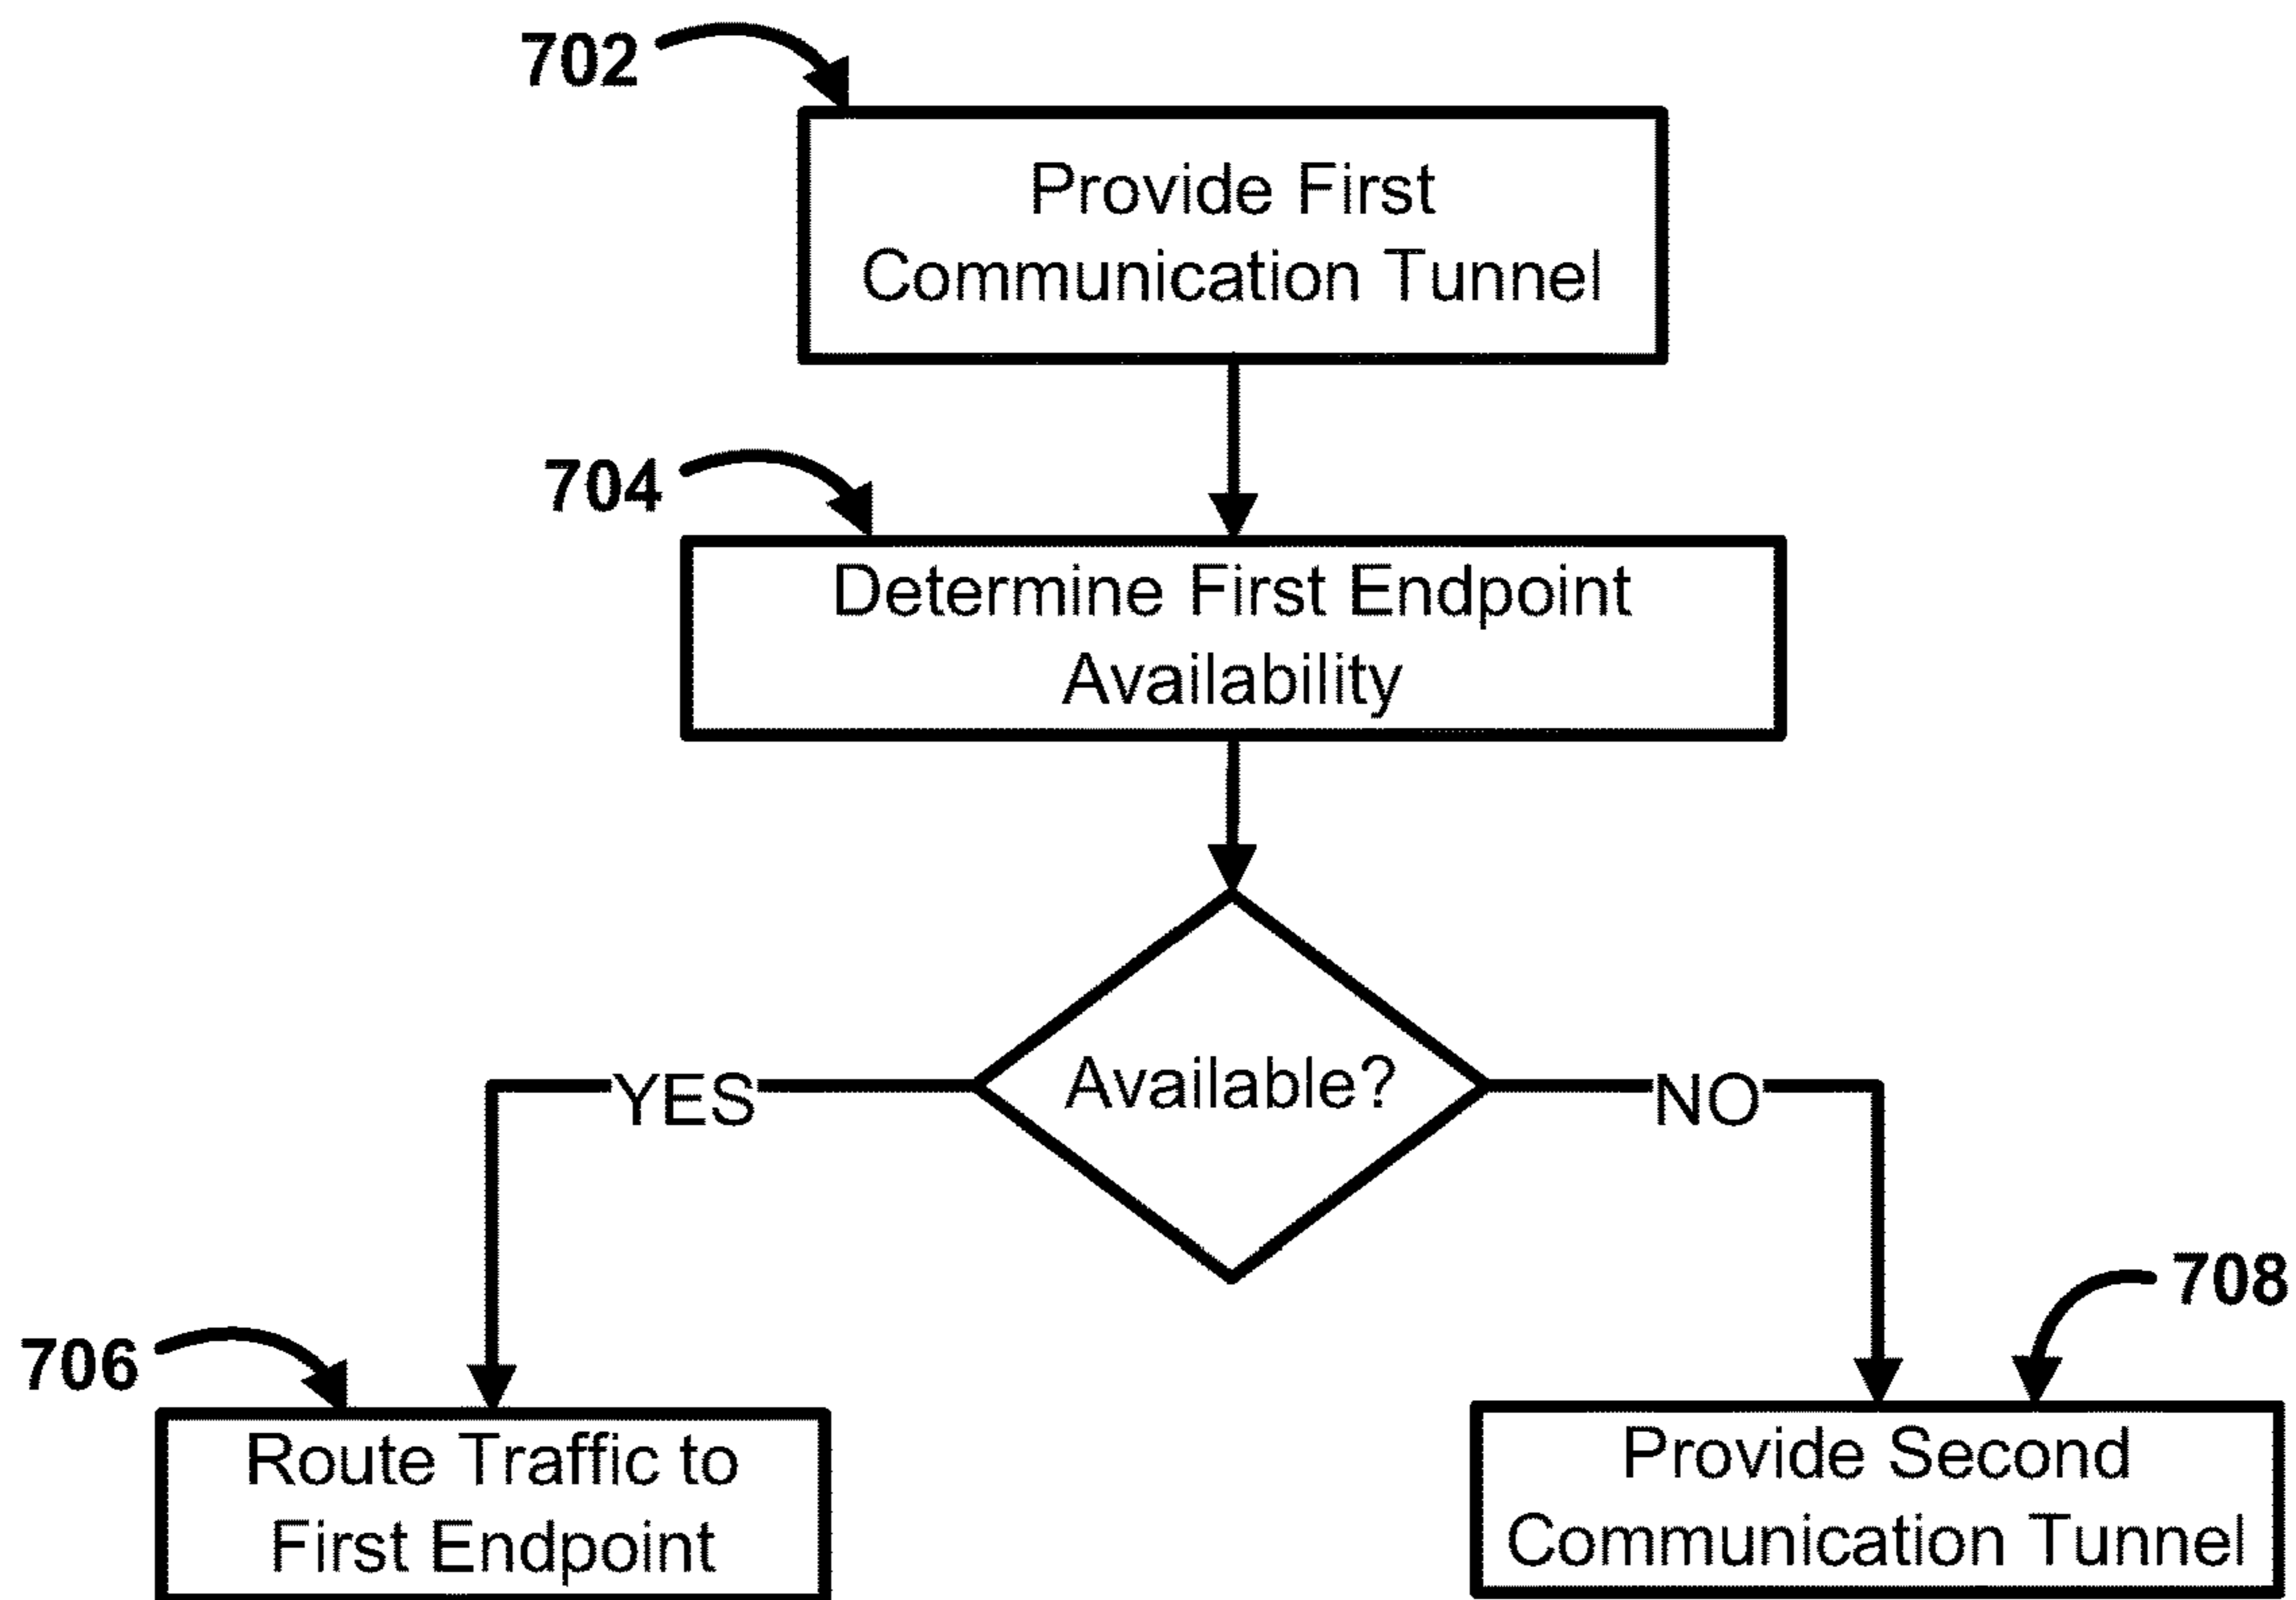 702
Provide First
Communication Tunnel
704
Determine First Endpoint
Availability
Available?
YES
NO
706
708
Route Traffic to
First Endpoint
Provide Second
Communication Tunnel